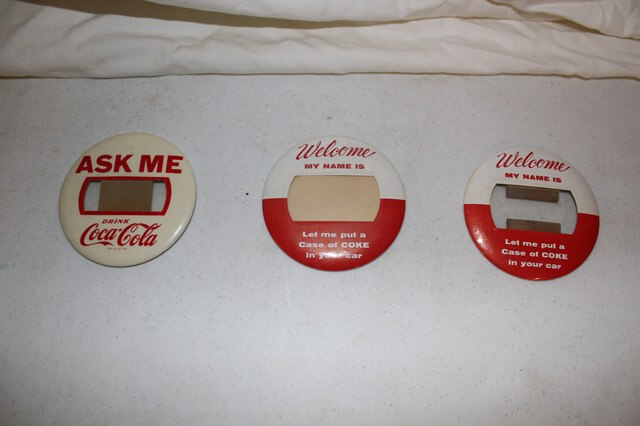 ASK ME
DRINK
Coca-Cola
Welcome
MY NAME IS
Let me put a
Case of COKE
in your car
Welcome
MY NAME IS
Let me put a
Case of COKE
in your car